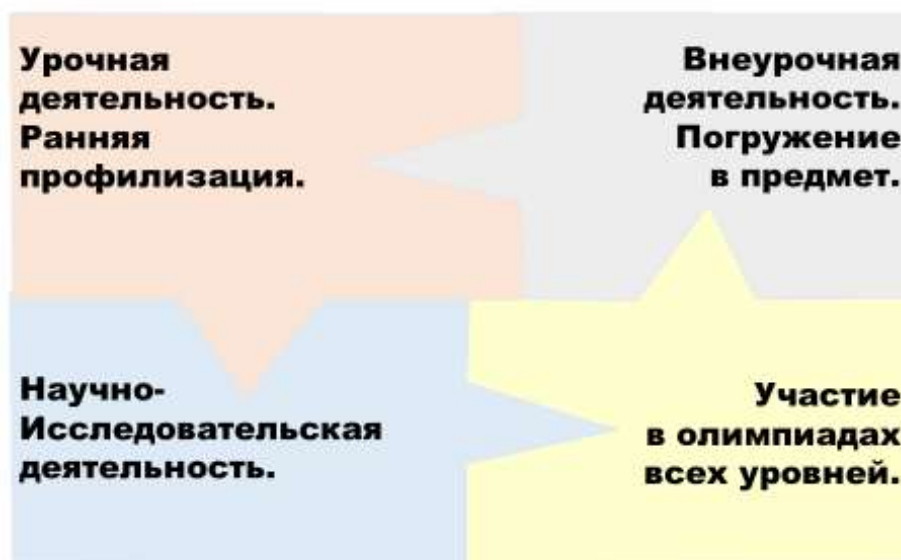 Урочная
деятельность.
Ранняя
профилизация.
Внеурочная
деятельность.
Погружение
в предмет.
Научно-
Исследовательская
деятельность.
Участие
в олимпиадах
всех уровней.